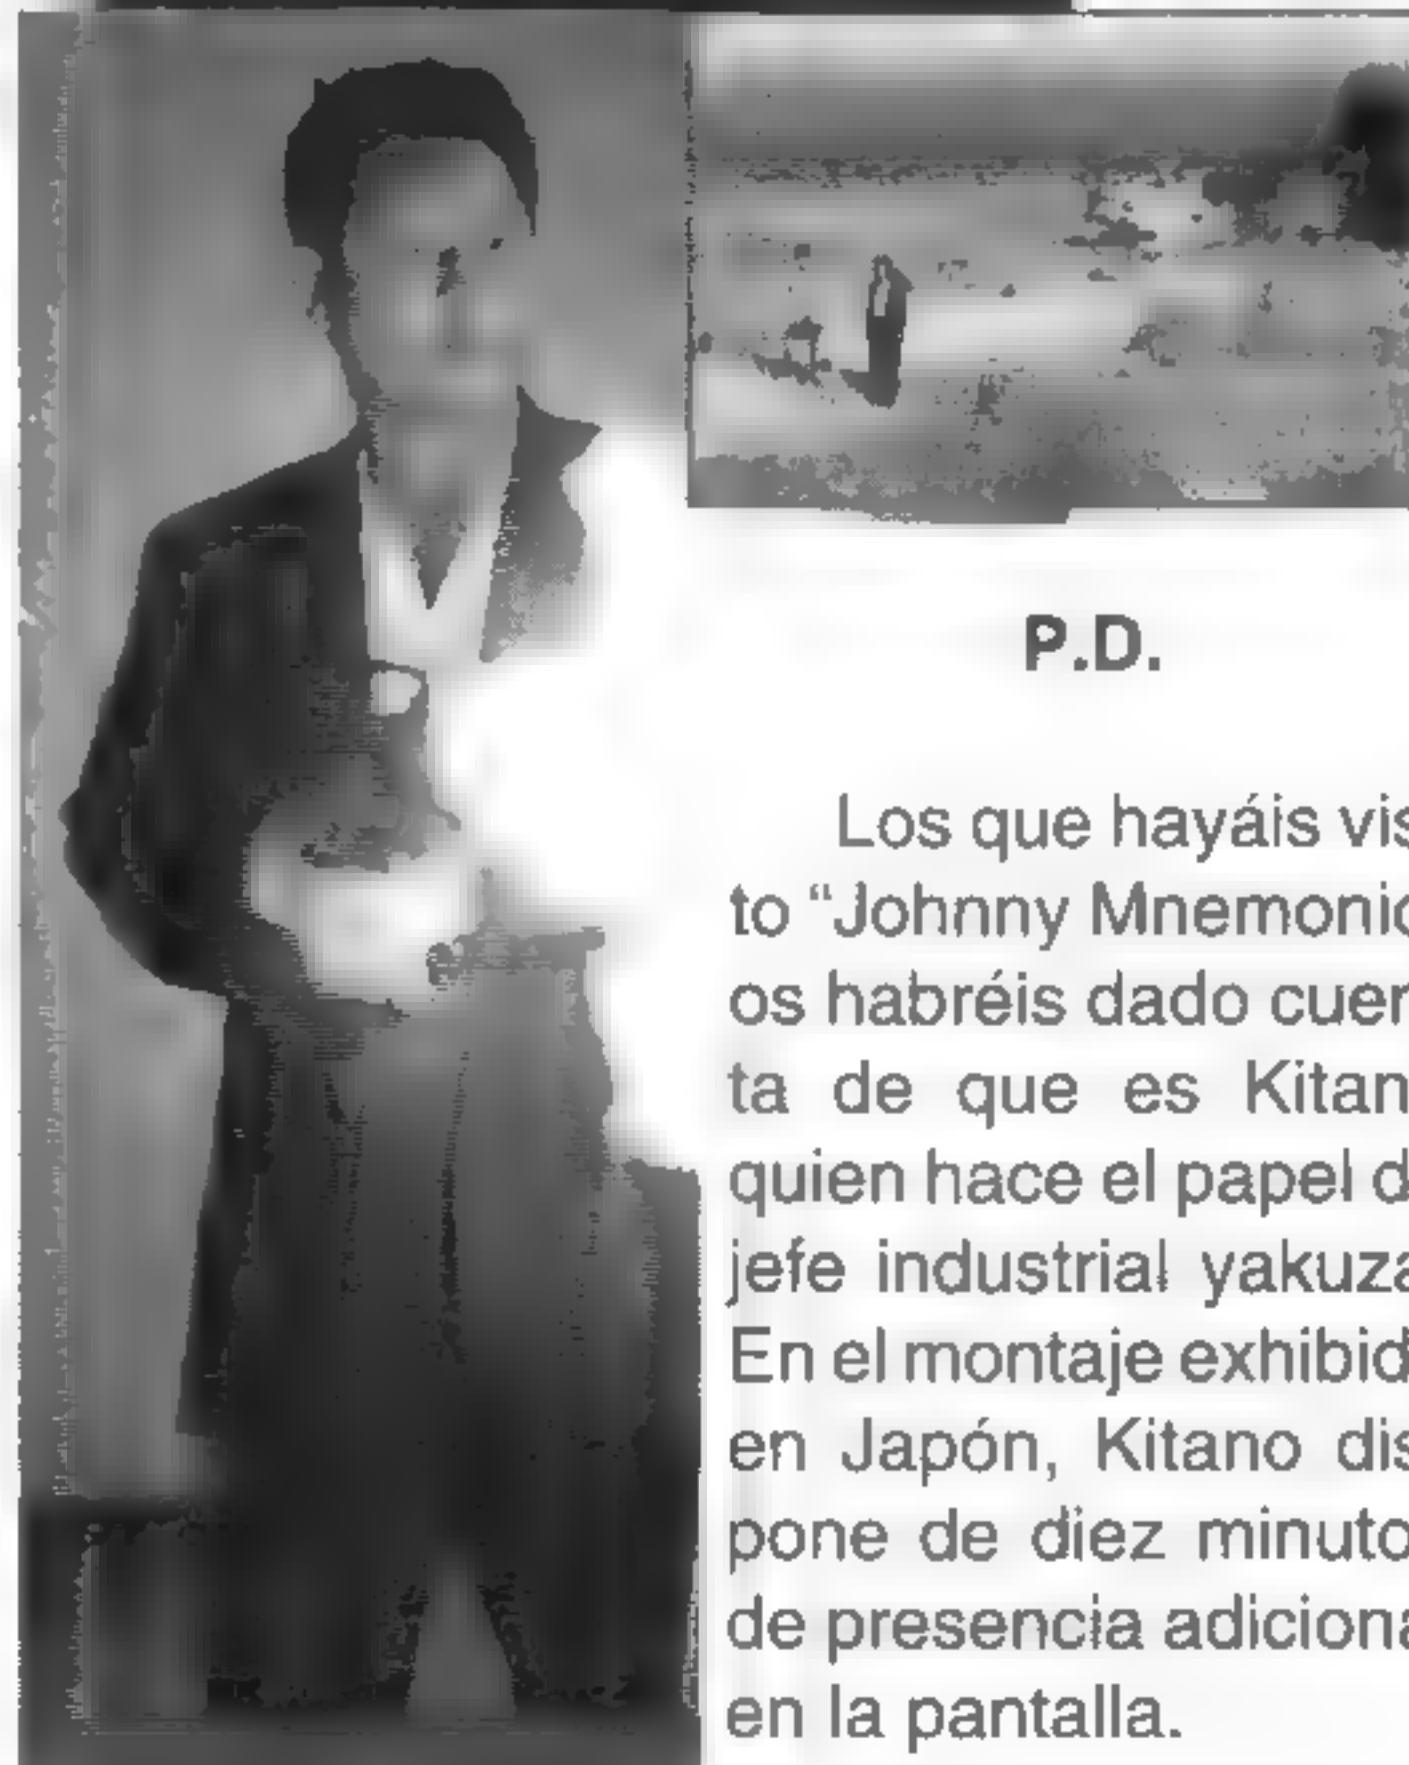 P.D.
Los que hayáis vis
to “Johnny Mnemonic
os habréis dado cuen
ta de que es Kitan
quien hace el papel d
jefe industrial yakuza
En el montaje exhibid
en Japón, Kitano dis
pone de diez minuto
de presencia adiciona
en la pantalla.